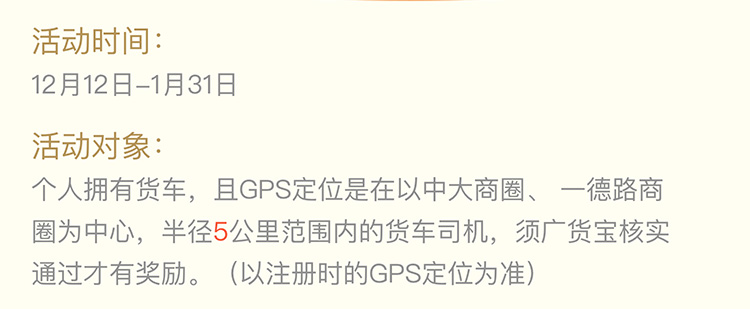 活动时间：
12月12日–1月31日
活动对象：
个人拥有货车，且GPS定位是在以中大商圈、一德路商
圈为中心，半径5公里范围内的货车司机，须广货宝核实
通过才有奖励。（以注册时的GPS定位为准）